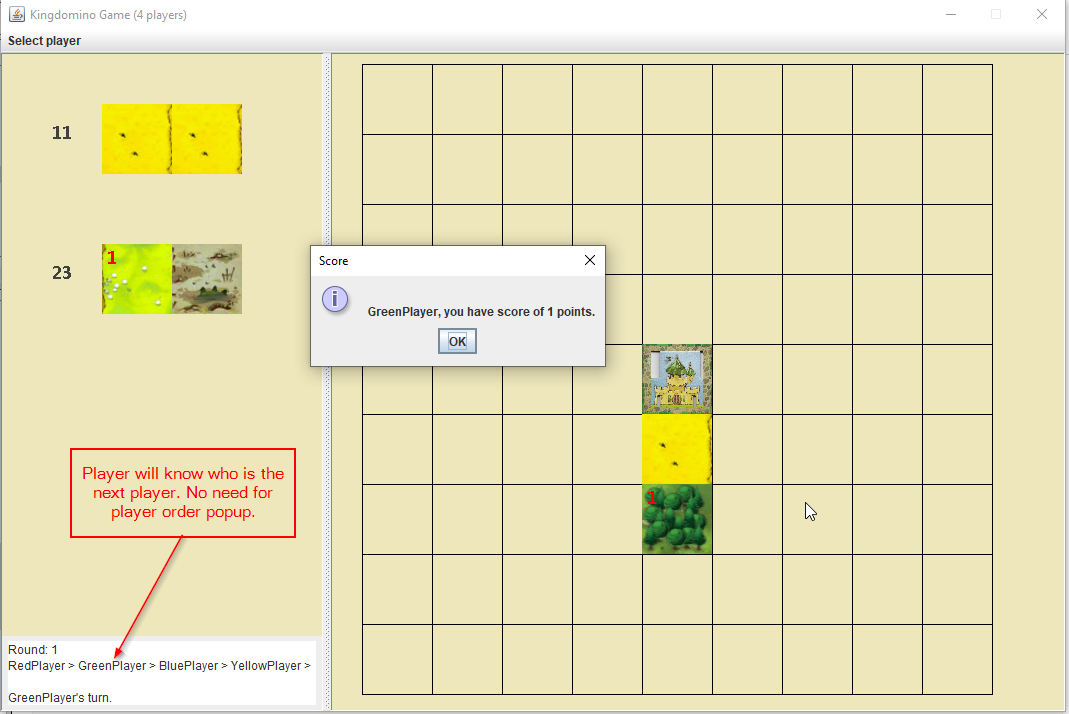 Kingdomino Game (4 players)
Select player
11
23
1
Score
GreenPlayer, you have score of 1 points.
OK
1
Player will know who is the
next player. No need for
player order popup.
Round: 1
RedPlayer > GreenPlayer > BluePlayer > YellowPlayer >
GreenPlayer's turn.